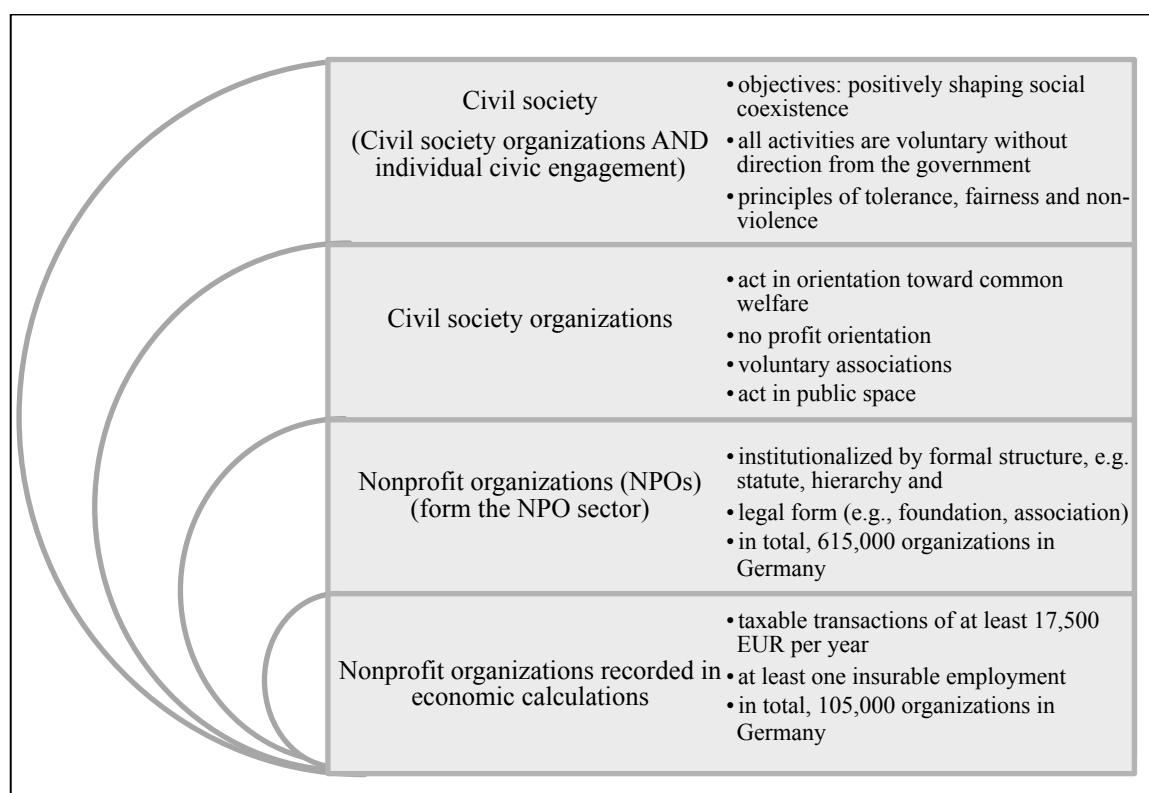 Civil society
(Civil society organizations AND
individual civic engagement)
• objectives: positively shaping social
coexistence
• all activities are voluntary without
direction from the government
• principles of tolerance, fairness and non-
violence
Civil society organizations
• act in orientation toward common
welfare
• no profit orientation
• voluntary associations
• act in public space
Nonprofit organizations (NPOs)
(form the NPO sector)
• institutionalized by formal structure, e.g.
statute, hierarchy and
• legal form (e.g., foundation, association)
• in total, 615,000 organizations in
Germany
Nonprofit organizations recorded in
economic calculations
• taxable transactions of at least 17,500
EUR per year
• at least one insurable employment
• in total, 105,000 organizations in
Germany